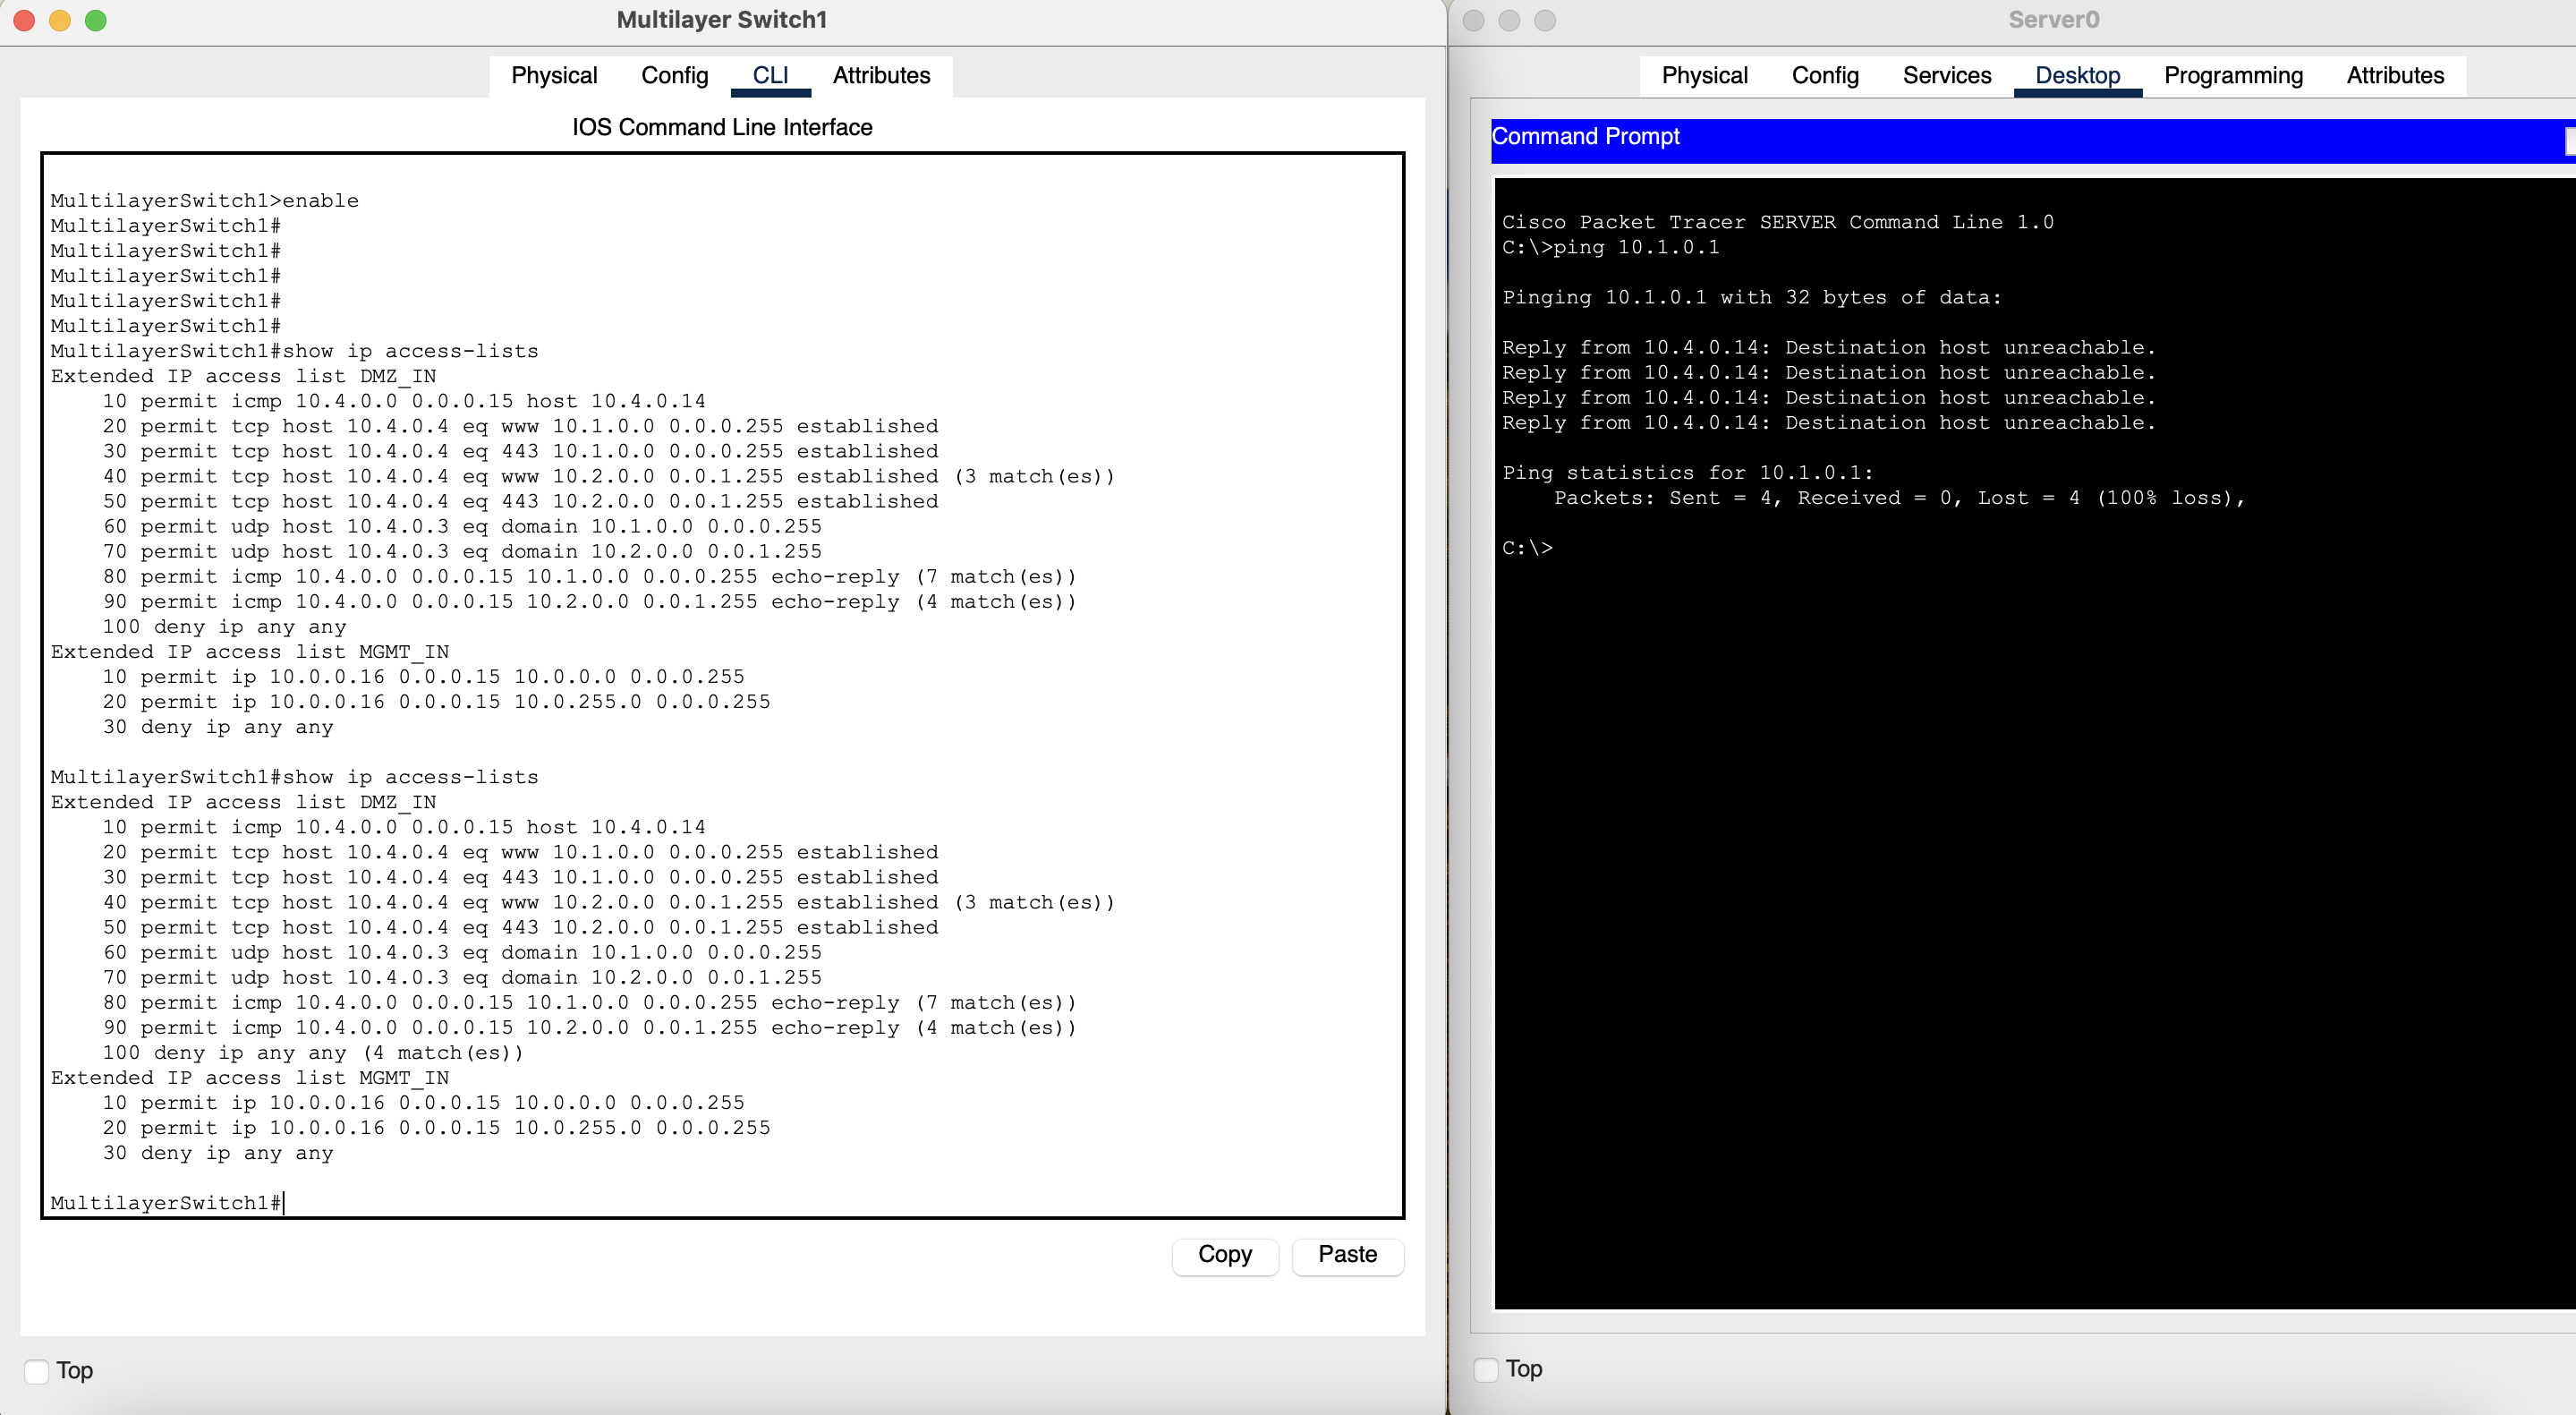 Multilayer Switch1
Physical Config CLI Attributes
IOS Command Line Interface
MultilayerSwitch1>enable
MultilayerSwitch1#
MultilayerSwitch1#
MultilayerSwitch1#
MultilayerSwitch1#
MultilayerSwitch1#
MultilayerSwitch1#show ip access-lists
Extended IP access list DMZ_IN
    10 permit icmp 10.4.0.0 0.0.0.15 host 10.4.0.14
    20 permit tcp host 10.4.0.4 eq www 10.1.0.0 0.0.0.255 established
    30 permit tcp host 10.4.0.4 eq 443 10.1.0.0 0.0.0.255 established
    40 permit tcp host 10.4.0.4 eq www 10.2.0.0 0.0.1.255 established (3 match(es))
    50 permit tcp host 10.4.0.4 eq 443 10.2.0.0 0.0.1.255 established
    60 permit udp host 10.4.0.3 eq domain 10.1.0.0 0.0.0.255
    70 permit udp host 10.4.0.3 eq domain 10.2.0.0 0.0.1.255
    80 permit icmp 10.4.0.0 0.0.0.15 10.1.0.0 0.0.0.255 echo-reply (7 match(es))
    90 permit icmp 10.4.0.0 0.0.0.15 10.2.0.0 0.0.1.255 echo-reply (4 match(es))
    100 deny ip any any
Extended IP access list MGMT_IN
    10 permit ip 10.0.0.16 0.0.0.15 10.0.0.0 0.0.0.255
    20 permit ip 10.0.0.16 0.0.0.15 10.0.255.0 0.0.0.255
    30 deny ip any any
MultilayerSwitch1#show ip access-lists
Extended IP access list DMZ_IN
    10 permit icmp 10.4.0.0 0.0.0.15 host 10.4.0.14
    20 permit tcp host 10.4.0.4 eq www 10.1.0.0 0.0.0.255 established
    30 permit tcp host 10.4.0.4 eq 443 10.1.0.0 0.0.0.255 established
    40 permit tcp host 10.4.0.4 eq www 10.2.0.0 0.0.1.255 established (3 match(es))
    50 permit tcp host 10.4.0.4 eq 443 10.2.0.0 0.0.1.255 established
    60 permit udp host 10.4.0.3 eq domain 10.1.0.0 0.0.0.255
    70 permit udp host 10.4.0.3 eq domain 10.2.0.0 0.0.1.255
    80 permit icmp 10.4.0.0 0.0.0.15 10.1.0.0 0.0.0.255 echo-reply (7 match(es))
    90 permit icmp 10.4.0.0 0.0.0.15 10.2.0.0 0.0.1.255 echo-reply (4 match(es))
    100 deny ip any any (4 match(es))
Extended IP access list MGMT_IN
    10 permit ip 10.0.0.16 0.0.0.15 10.0.0.0 0.0.0.255
    20 permit ip 10.0.0.16 0.0.0.15 10.0.255.0 0.0.0.255
    30 deny ip any any
MultilayerSwitch1#
Copy Paste
Top
Server0
Physical Config Services Desktop Programming Attributes
Command Prompt
Cisco Packet Tracer SERVER Command Line 1.0
C:\>ping 10.1.0.1
Pinging 10.1.0.1 with 32 bytes of data:
Reply from 10.4.0.14: Destination host unreachable.
Reply from 10.4.0.14: Destination host unreachable.
Reply from 10.4.0.14: Destination host unreachable.
Reply from 10.4.0.14: Destination host unreachable.
Ping statistics for 10.1.0.1:
    Packets: Sent = 4, Received = 0, Lost = 4 (100% loss),
C:\>
Top